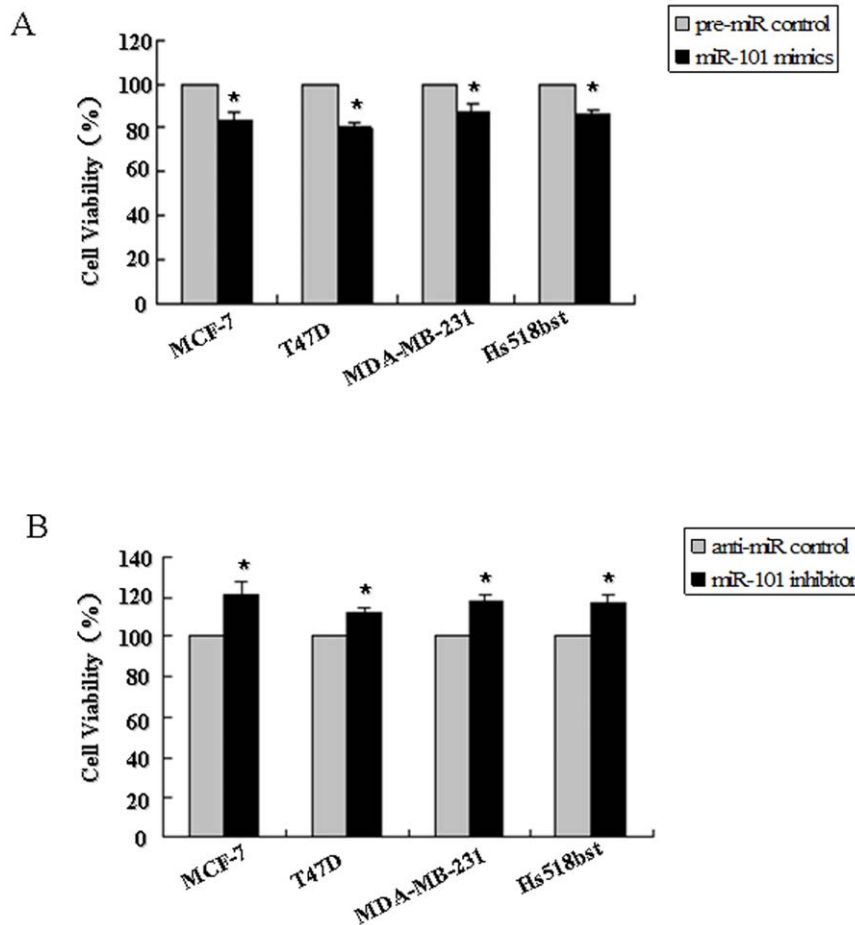 A
pre-miR control
miR-101 mimics
Cell Viability (%)
120
100
80
60
40
20
0
*
*
*
*
MCF-7
T47D
MDA-MB-231
Hs518bst
B
anti-miR control
miR-101 inhibitor
Cell Viability (%)
140
120
100
80
60
40
20
0
*
*
*
*
MCF-7
T47D
MDA-MB-231
Hs518bst